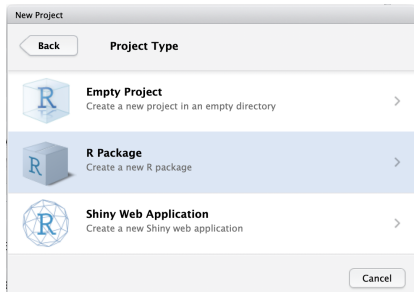 New Project
Back
Project Type
R
Empty Project
Create a new project in an empty directory
R
R Package
Create a new R package
R
Shiny Web Application
Create a new Shiny web application
Cancel